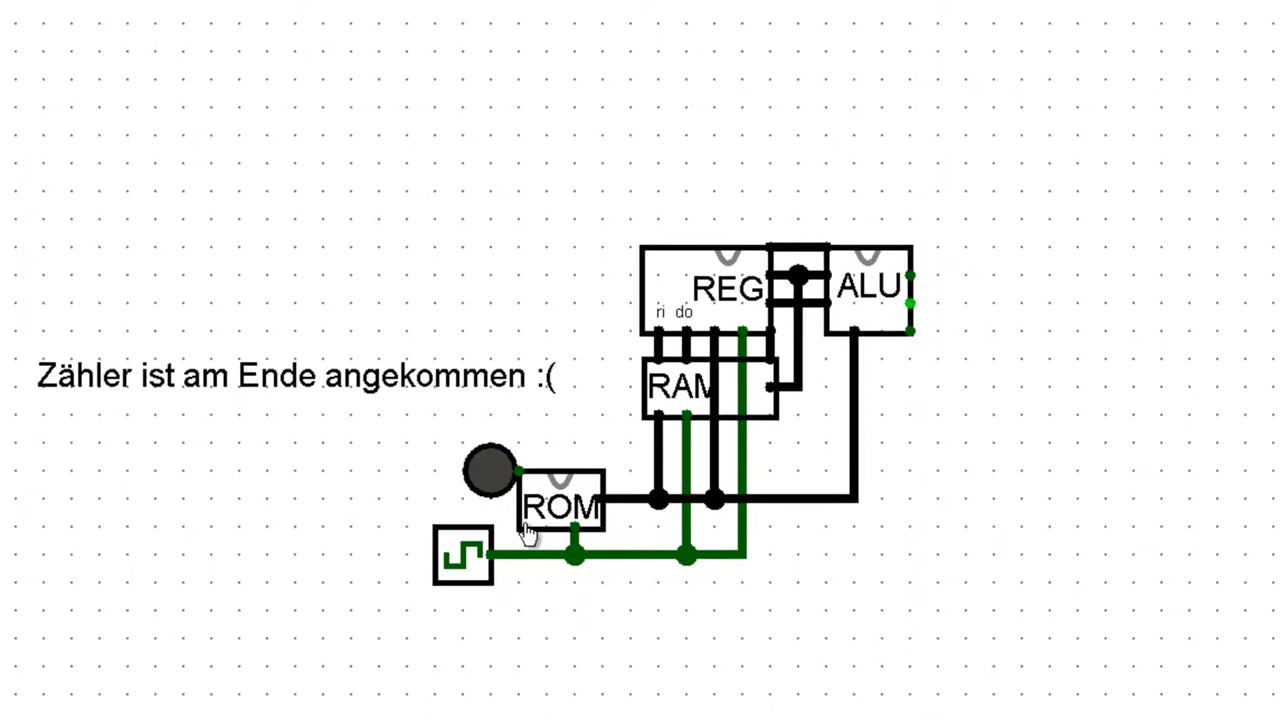 REG
ALU
ri do
Zähler ist am Ende angekommen :(
RAM
ROM